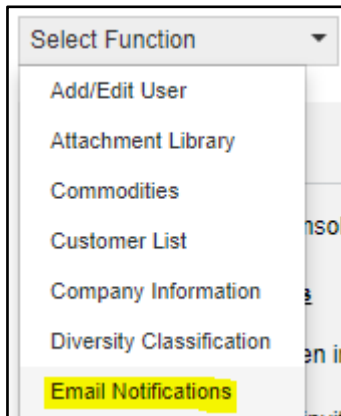 Select Function
Add/Edit User
Attachment Library
Commodities
Customer List
Company Information
Diversity Classification
Email Notifications